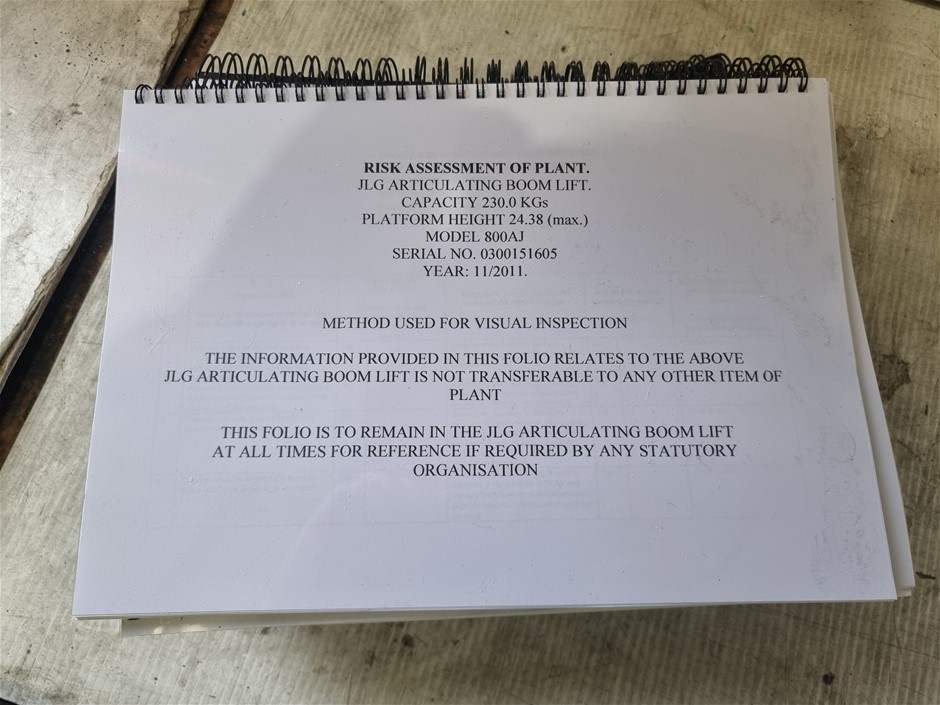 RISK ASSESSMENT OF PLANT.
JLG ARTICULATING BOOM LIFT.
CAPACITY 230.0 KGs
PLATFORM HEIGHT 24.38 (max.)
MODEL 800AJ
SERIAL NO. 0300151605
YEAR: 11/2011.
METHOD USED FOR VISUAL INSPECTION
THE INFORMATION PROVIDED IN THIS FOLIO RELATES TO THE ABOVE
JLG ARTICULATING BOOM LIFT IS NOT TRANSFERABLE TO ANY OTHER ITEM OF
PLANT
THIS FOLIO IS TO REMAIN IN THE JLG ARTICULATING BOOM LIFT
AT ALL TIMES FOR REFERENCE IF REQUIRED BY ANY STATUTORY
ORGANISATION